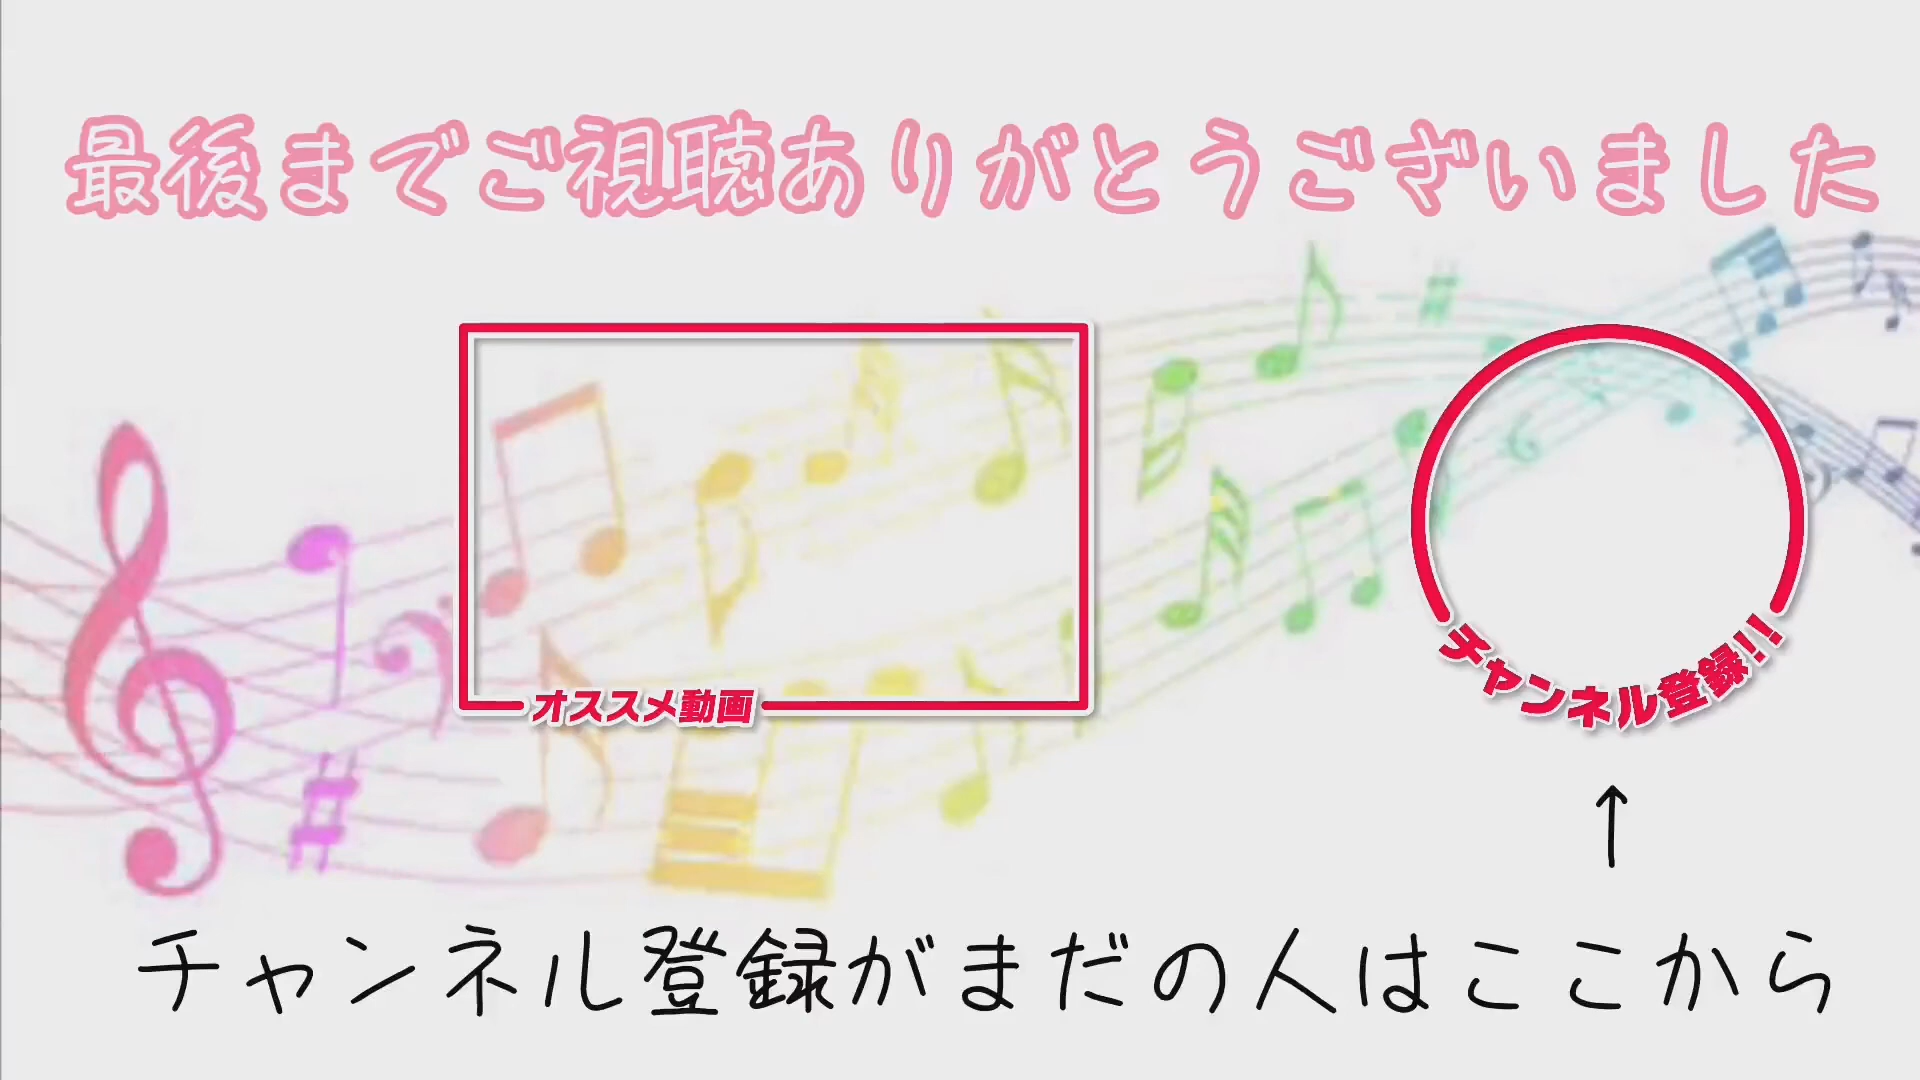 最後までご視聴ありがとうございました
オススメ動画
チャンネル登録!!
↑
チャンネル登録がまだの人はここから